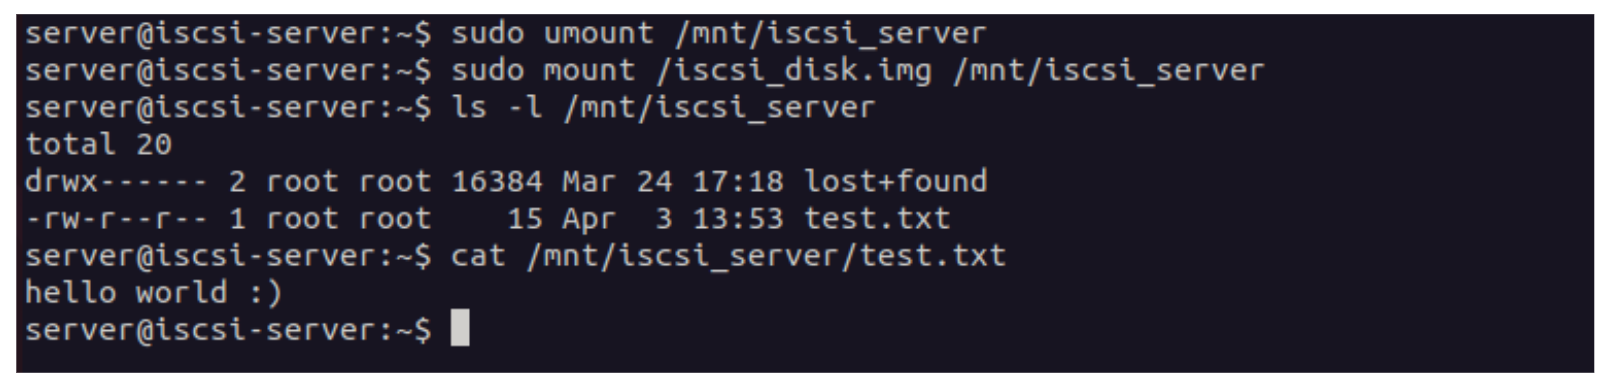 server@iscsi-server:~$ sudo umount /mnt/iscsi_server
server@iscsi-server:~$ sudo mount /iscsi_disk.img /mnt/iscsi_server
server@iscsi-server:~$ ls -l /mnt/iscsi_server
total 20
drwx------ 2 root root 16384 Mar 24 17:18 lost+found
-rw-r--r-- 1 root root    15 Apr  3 13:53 test.txt
server@iscsi-server:~$ cat /mnt/iscsi_server/test.txt
hello world :)
server@iscsi-server:~$